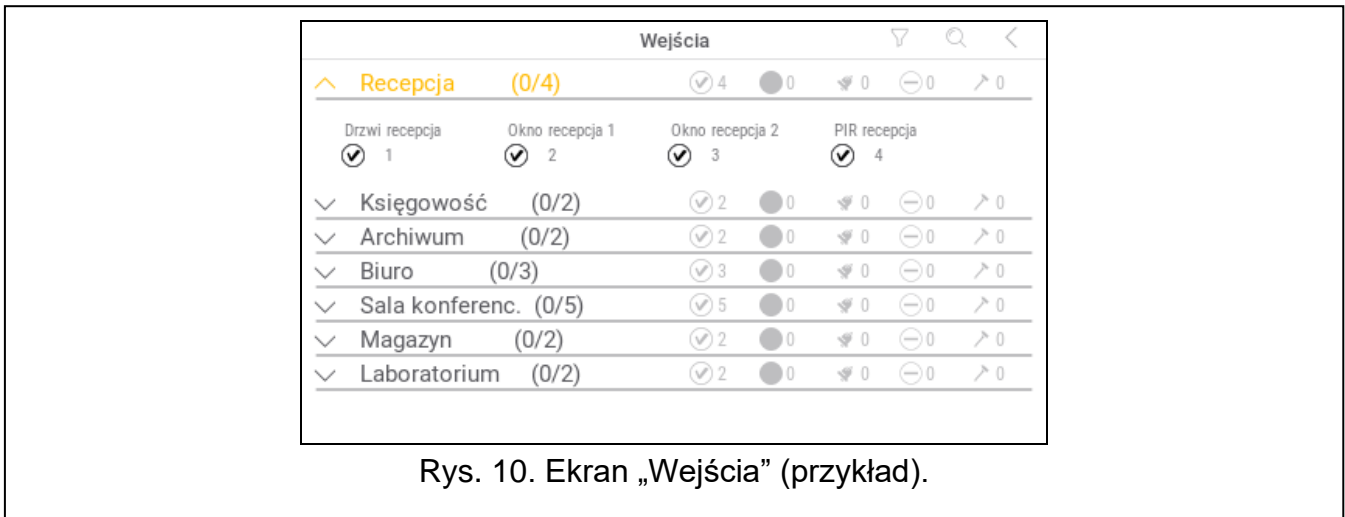 Wejścia
Recepcja (0/4) 4 0 0 0 0
Drzwi recepcja Okno recepcja 1 Okno recepcja 2 PIR recepcja
1 2 3 4
Księgowość (0/2) 2 0 0 0 0
Archiwum (0/2) 2 0 0 0 0
Biuro (0/3) 3 0 0 0 0
Sala konferenc. (0/5) 5 0 0 0 0
Magazyn (0/2) 2 0 0 0 0
Laboratorium (0/2) 2 0 0 0 0
Rys. 10. Ekran „Wejścia” (przykład).